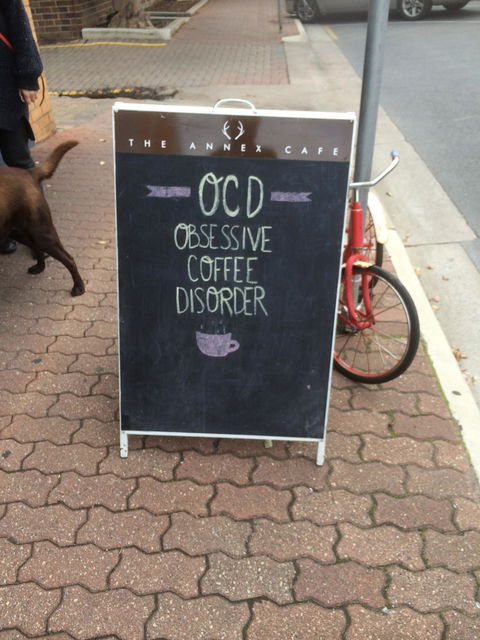 THE ANNEX CAFE
OCD
OBSESSIVE
COFFEE
DISORDER